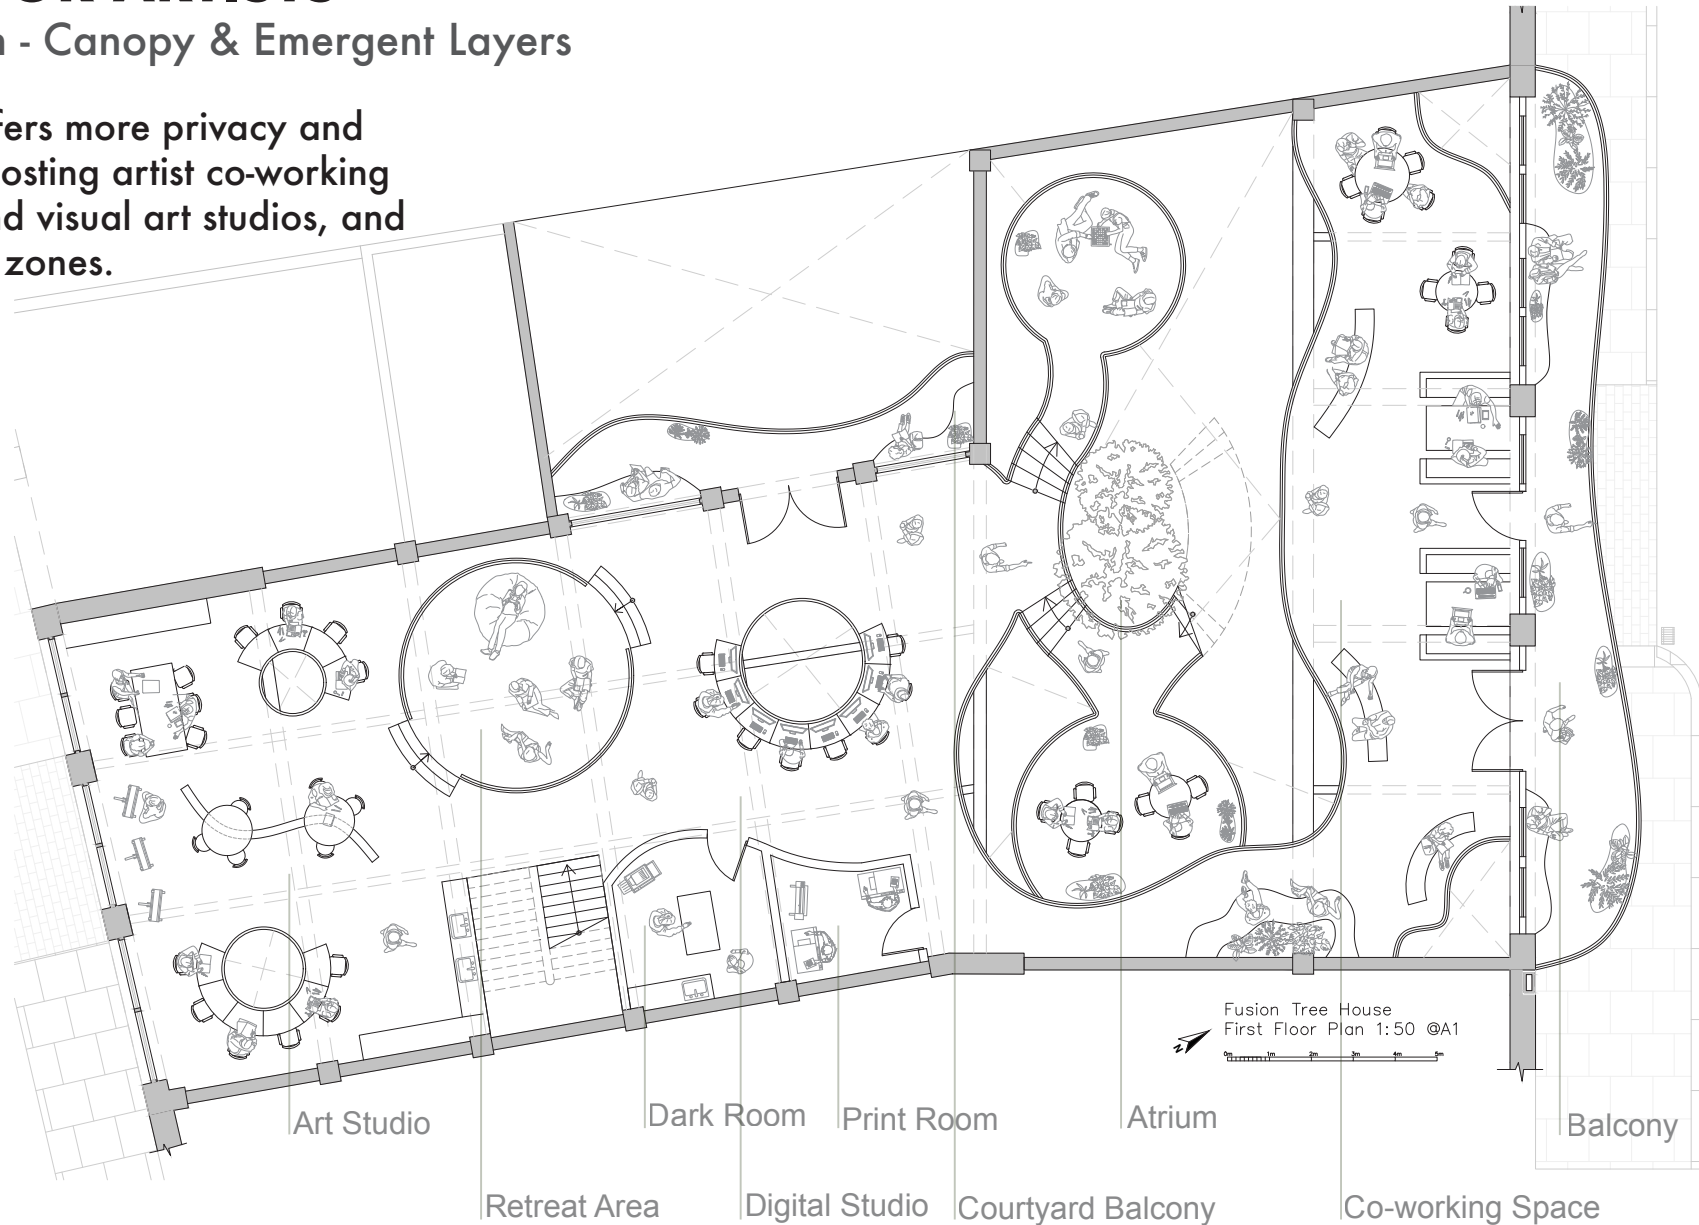 n - Canopy & Emergent Layers
fers more privacy and
osting artist co-working
nd visual art studios, and
zones.
Fusion Tree House
First Floor Plan 1:50 @A1
N
0m 1m 2m 3m 4m 5m
Art Studio
Dark Room
Print Room
Atrium
Balcony
Retreat Area
Digital Studio
Courtyard Balcony
Co-working Space